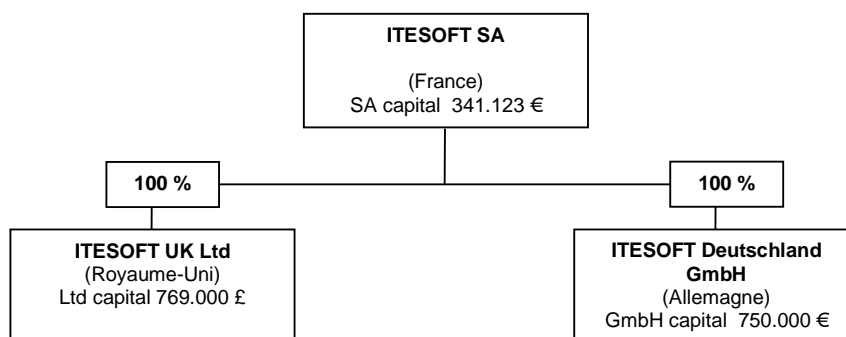 ITESOFT SA
(France)
SA capital 341.123 €
100 %
100 %
ITESOFT UK Ltd
(Royaume-Uni)
Ltd capital 769.000 £
ITESOFT Deutschland
GmbH
(Allemagne)
GmbH capital 750.000 €